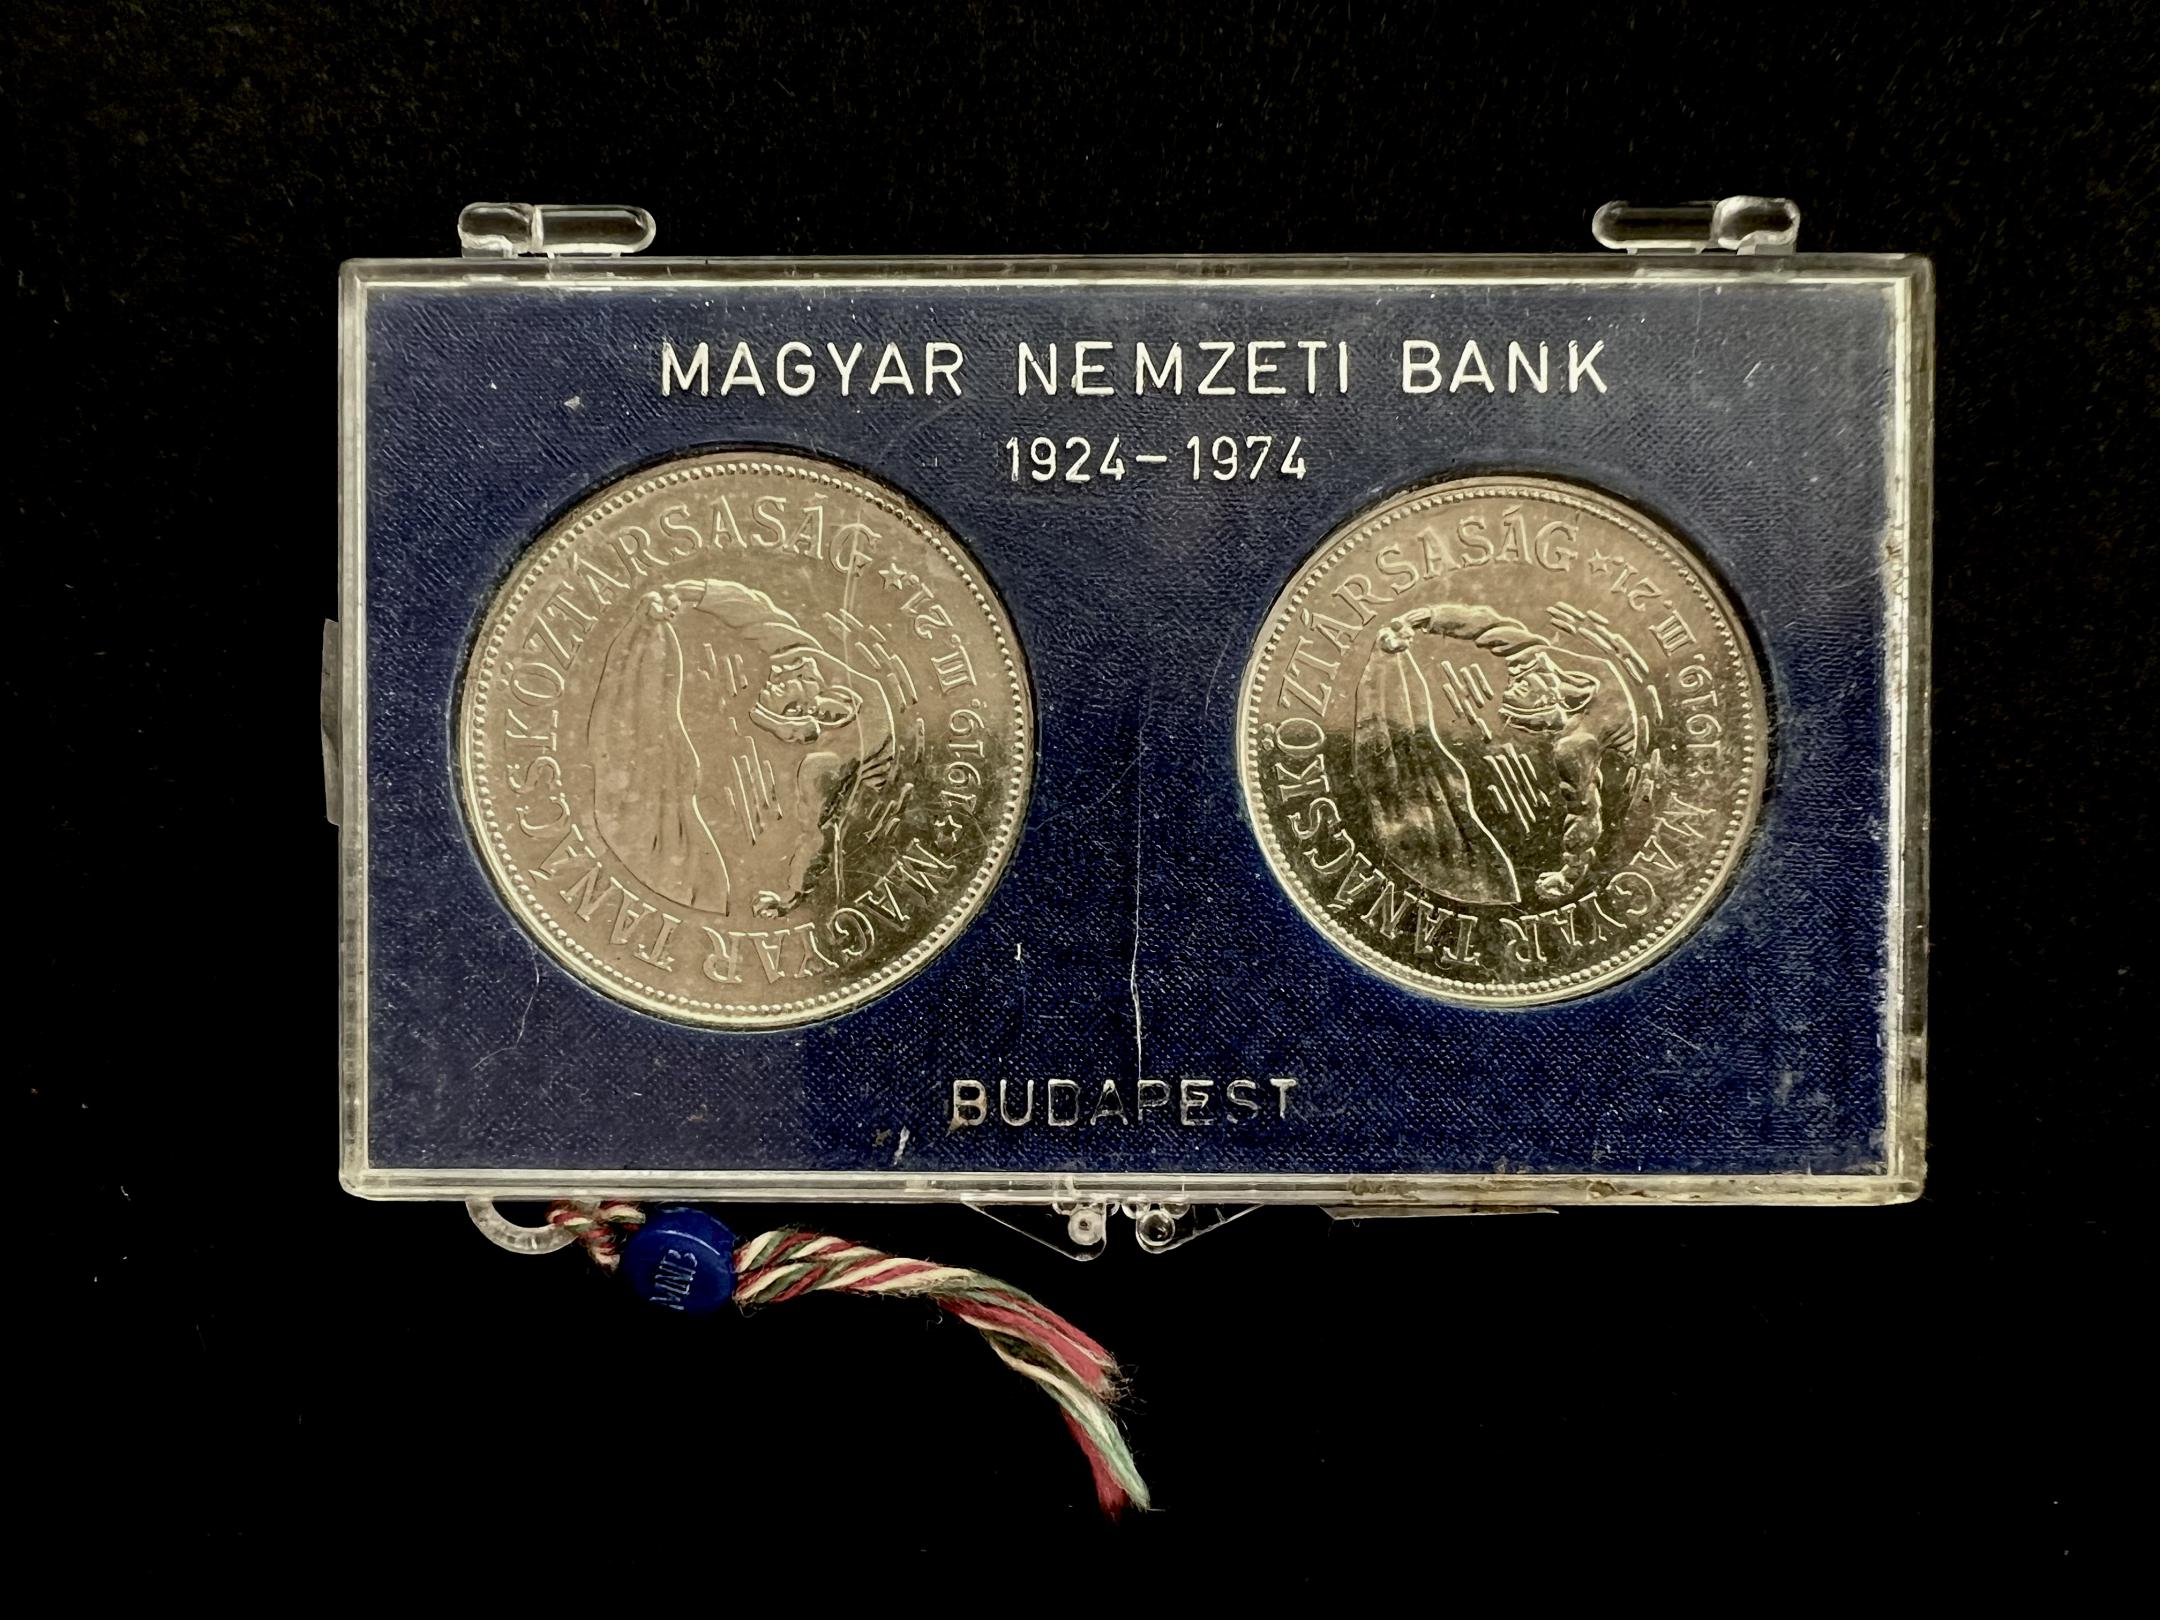 MAGYAR NEMZETI BANK
1924-1974
MAGYAR TANÁCSKÖZTÁRSASÁG ★ 1919. III. 21. ★
MAGYAR TANÁCSKÖZTÁRSASÁG ★ 1919. III. 21. ★
BUDAPEST
MNB